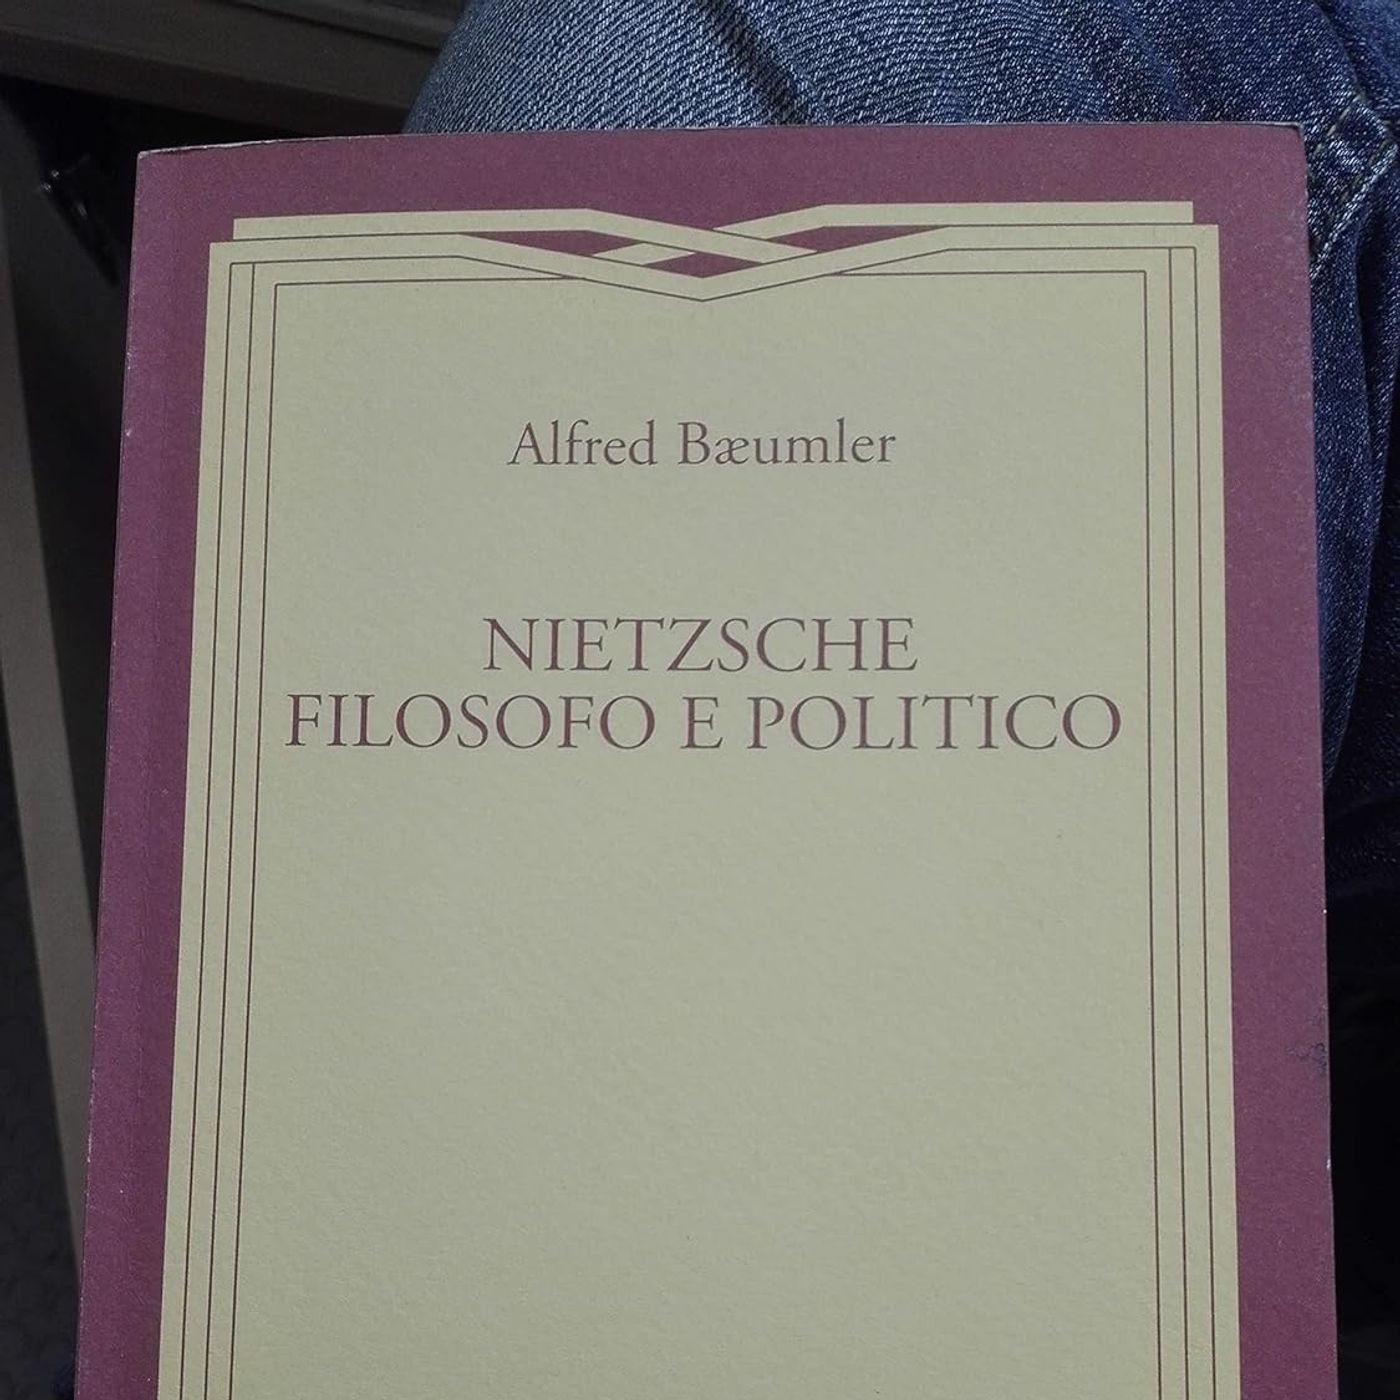 Alfred Bæumler
NIETZSCHE
FILOSOFO E POLITICO